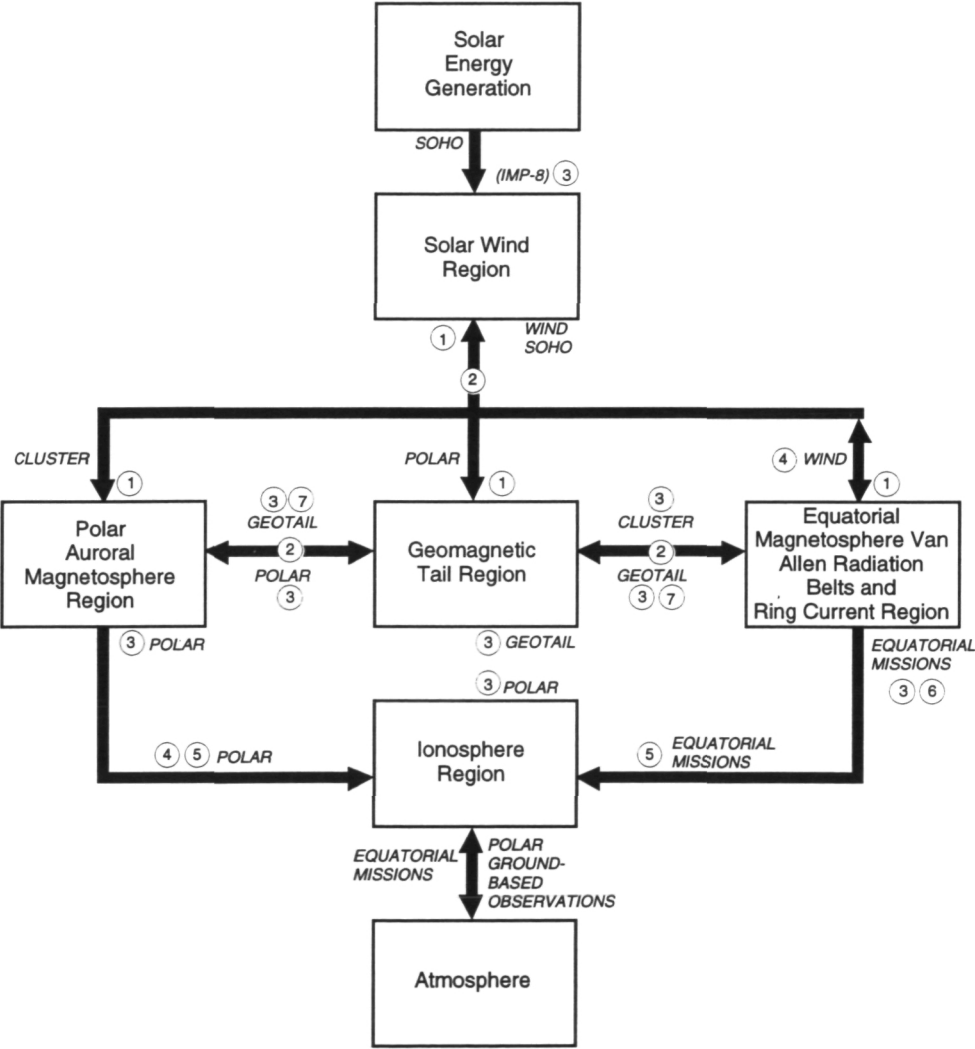 Solar
Energy
Generation
SOHO
(IMP-8) 3
Solar Wind
Region
1
WIND
SOHO
2
CLUSTER
1
POLAR
1
4 WIND
1
Polar
Auroral
Magnetosphere
Region
3 7
GEOTAIL
2
POLAR
3
Geomagnetic
Tail Region
3
CLUSTER
2
GEOTAIL
3 7
Equatorial
Magnetosphere Van
Allen Radiation
Belts and
Ring Current Region
3 POLAR
3 GEOTAIL
EQUATORIAL
MISSIONS
3 6
3 POLAR
4 5 POLAR
Ionosphere
Region
5 EQUATORIAL
MISSIONS
EQUATORIAL
MISSIONS
POLAR
GROUND-
BASED
OBSERVATIONS
Atmosphere